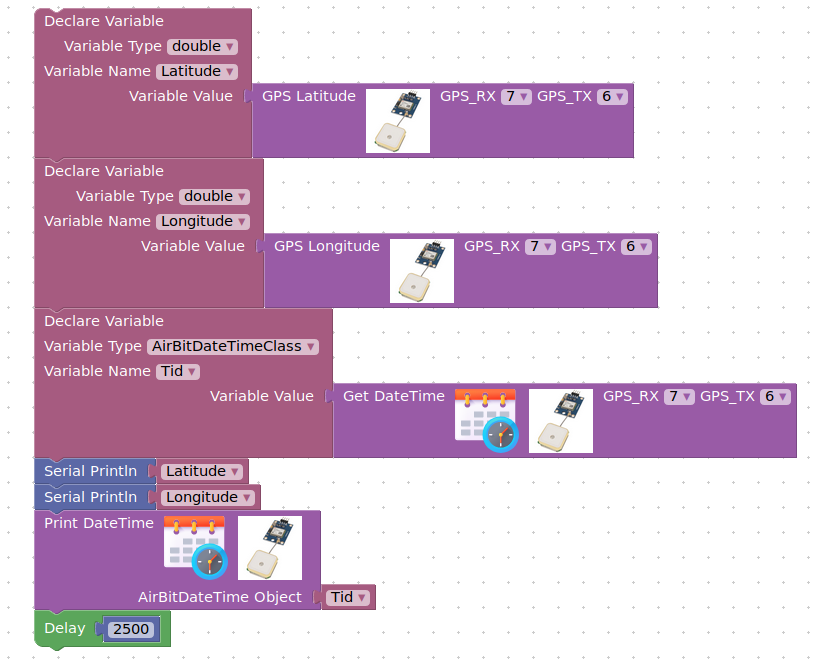 Declare Variable
Variable Type double
Variable Name Latitude
Variable Value GPS Latitude GPS_RX 7 GPS_TX 6
Declare Variable
Variable Type double
Variable Name Longitude
Variable Value GPS Longitude GPS_RX 7 GPS_TX 6
Declare Variable
Variable Type AirBitDateTimeClass
Variable Name Tid
Variable Value Get DateTime GPS_RX 7 GPS_TX 6
Serial Println Latitude
Serial Println Longitude
Print DateTime
AirBitDateTime Object Tid
Delay 2500